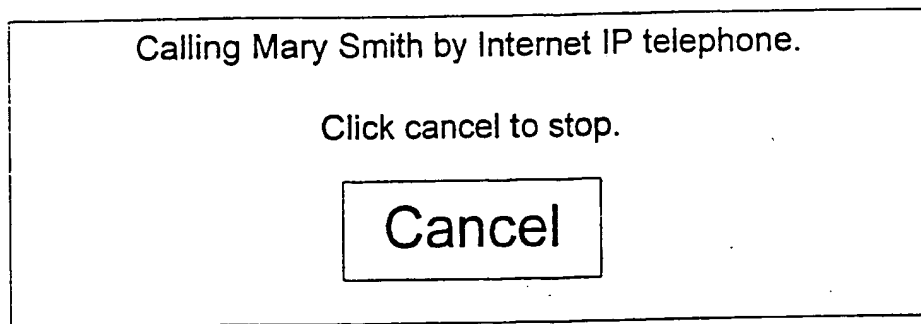 Calling Mary Smith by Internet IP telephone.
Click cancel to stop.
Cancel